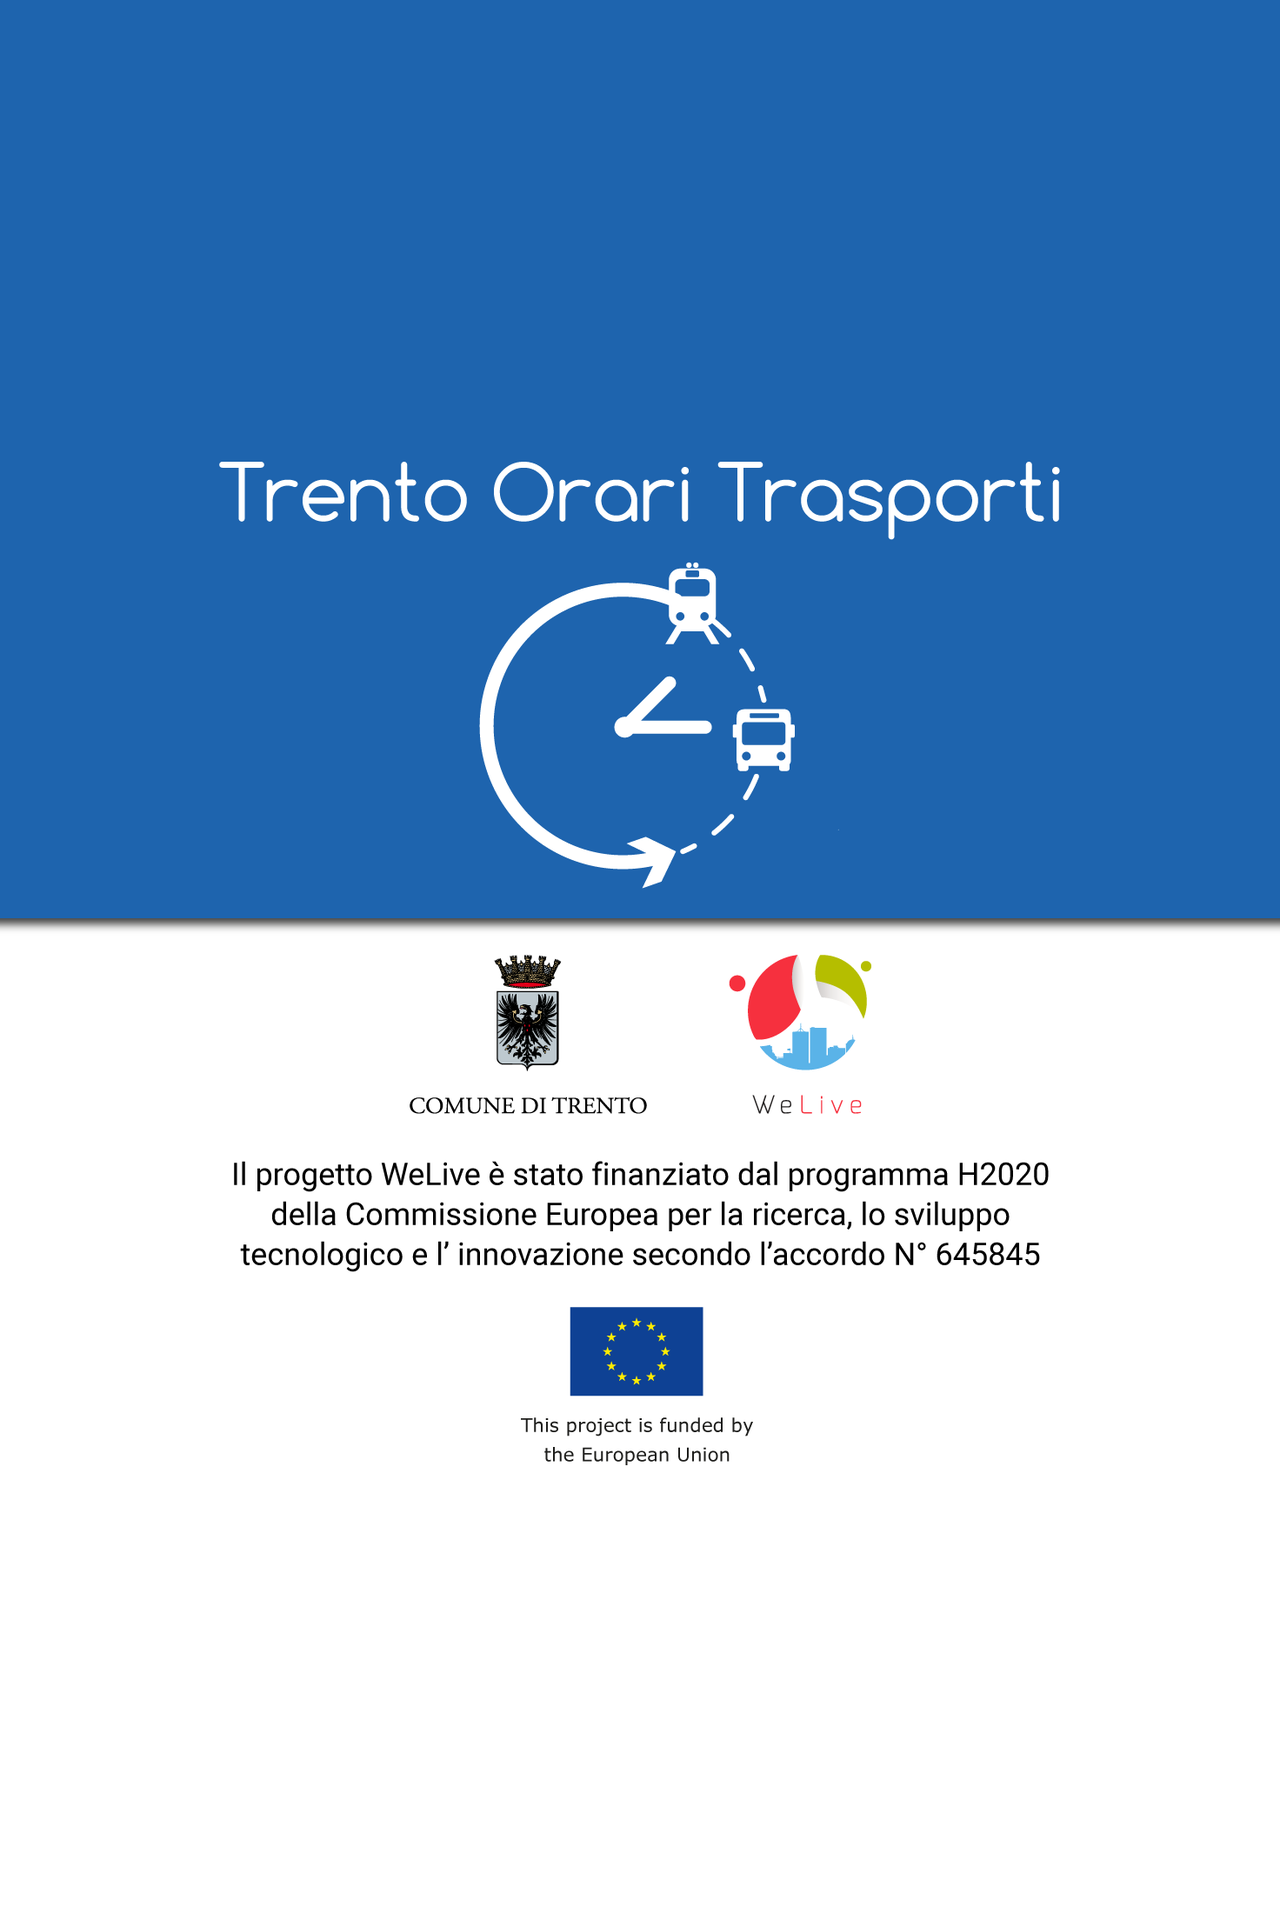 Trento Orari Trasporti
COMUNE DI TRENTO
WeLive
Il progetto WeLive è stato finanziato dal programma H2020
della Commissione Europea per la ricerca, lo sviluppo
tecnologico e l’ innovazione secondo l’accordo N° 645845
This project is funded by
the European Union